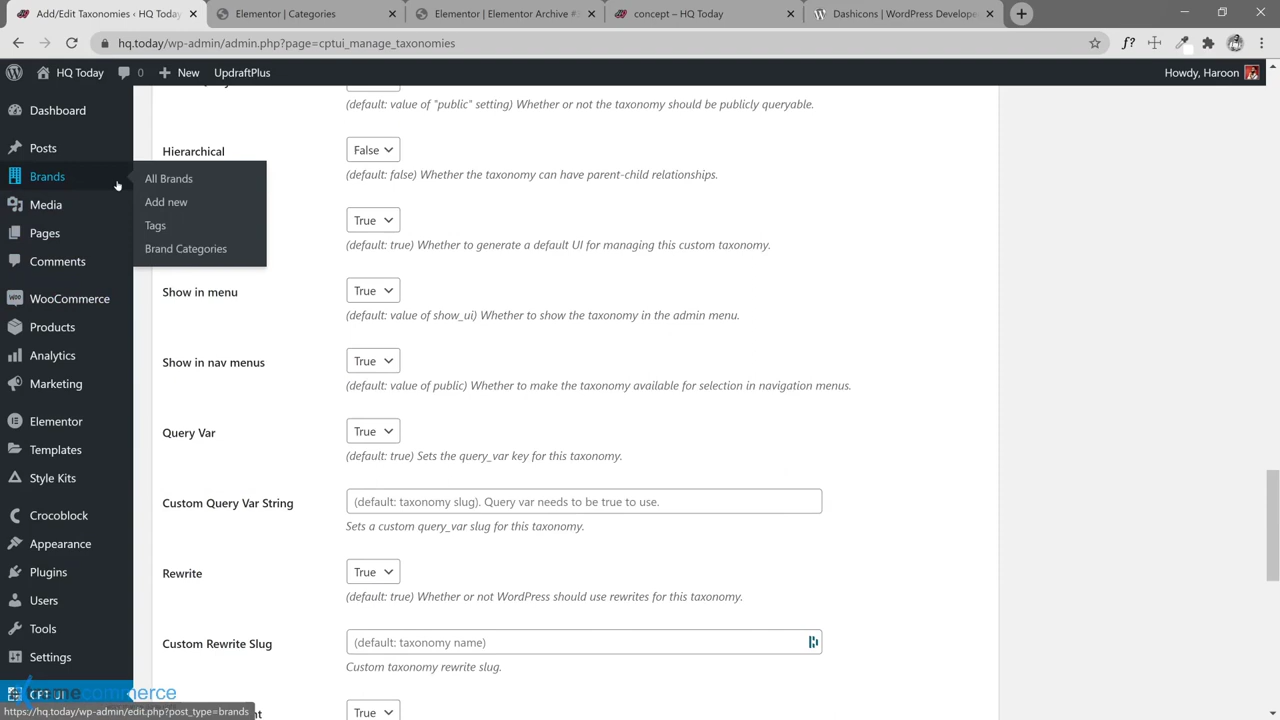 Add/Edit Taxonomies ‹ HQ Today
Elementor | Categories
Elementor | Elementor Archive #
concept – HQ Today
Dashicons | WordPress Develope
hq.today/wp-admin/admin.php?page=cptui_manage_taxonomies
HQ Today
0
New
UpdraftPlus
Howdy, Haroon
Dashboard
Posts
Brands
Media
Pages
Comments
WooCommerce
Products
Analytics
Marketing
Elementor
Templates
Style Kits
Crocoblock
Appearance
Plugins
Users
Tools
Settings
commerce
https://hq.today/wp-admin/edit.php?post_type=brands
All Brands
Add new
Tags
Brand Categories
(default: value of "public" setting) Whether or not the taxonomy should be publicly queryable.
Hierarchical
False
(default: false) Whether the taxonomy can have parent-child relationships.
True
(default: true) Whether to generate a default UI for managing this custom taxonomy.
Show in menu
True
(default: value of show_ui) Whether to show the taxonomy in the admin menu.
Show in nav menus
True
(default: value of public) Whether to make the taxonomy available for selection in navigation menus.
Query Var
True
(default: true) Sets the query_var key for this taxonomy.
Custom Query Var String
(default: taxonomy slug). Query var needs to be true to use.
Sets a custom query_var slug for this taxonomy.
Rewrite
True
(default: true) Whether or not WordPress should use rewrites for this taxonomy.
Custom Rewrite Slug
(default: taxonomy name)
Custom taxonomy rewrite slug.
True